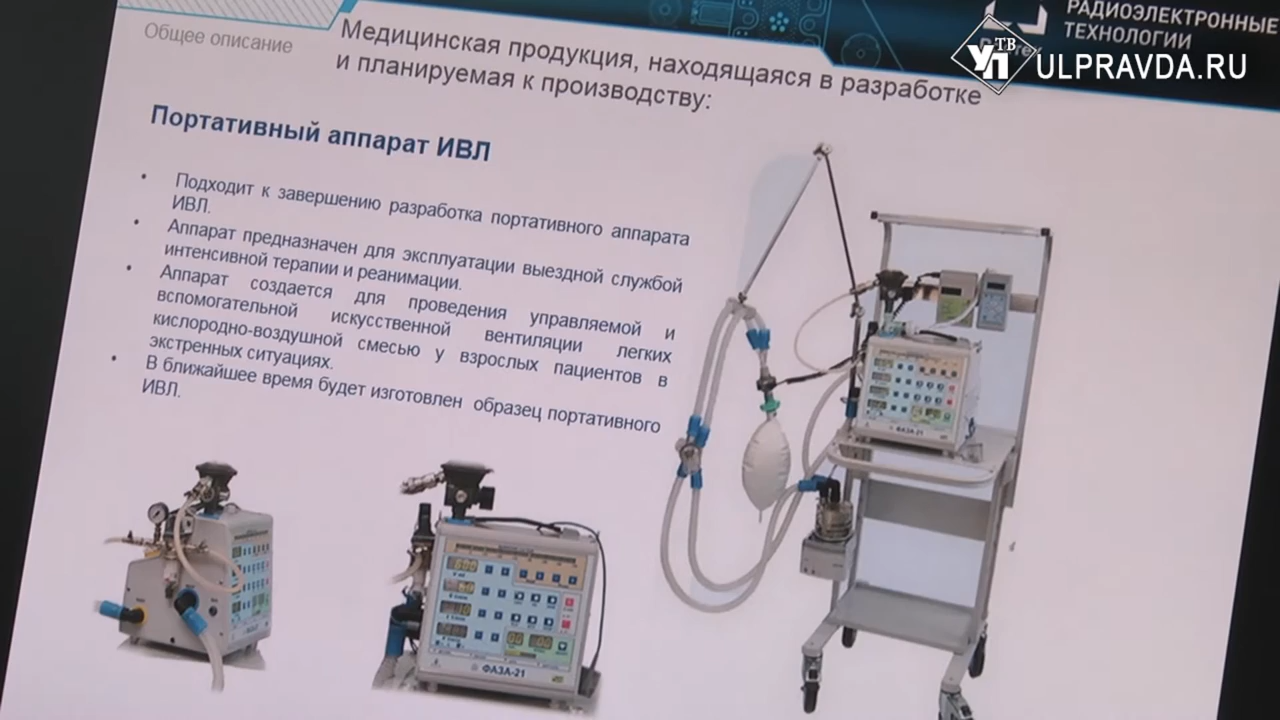 Общее описание
Медицинская продукция, находящаяся в разработке
и планируемая к производству:
РАДИОЭЛЕКТРОННЫЕ
ТЕХНОЛОГИИ
УП ТВ
ULPRAVDA.RU
Портативный аппарат ИВЛ
• Подходит к завершению разработка портативного аппарата
ИВЛ.
• Аппарат предназначен для эксплуатации выездной службой
интенсивной терапии и реанимации.
• Аппарат создается для проведения управляемой и
вспомогательной искусственной вентиляции легких
кислородно-воздушной смесью у взрослых пациентов в
экстренных ситуациях.
• В ближайшее время будет изготовлен образец портативного
ИВЛ.
ФАЗА-21
ФАЗА-21